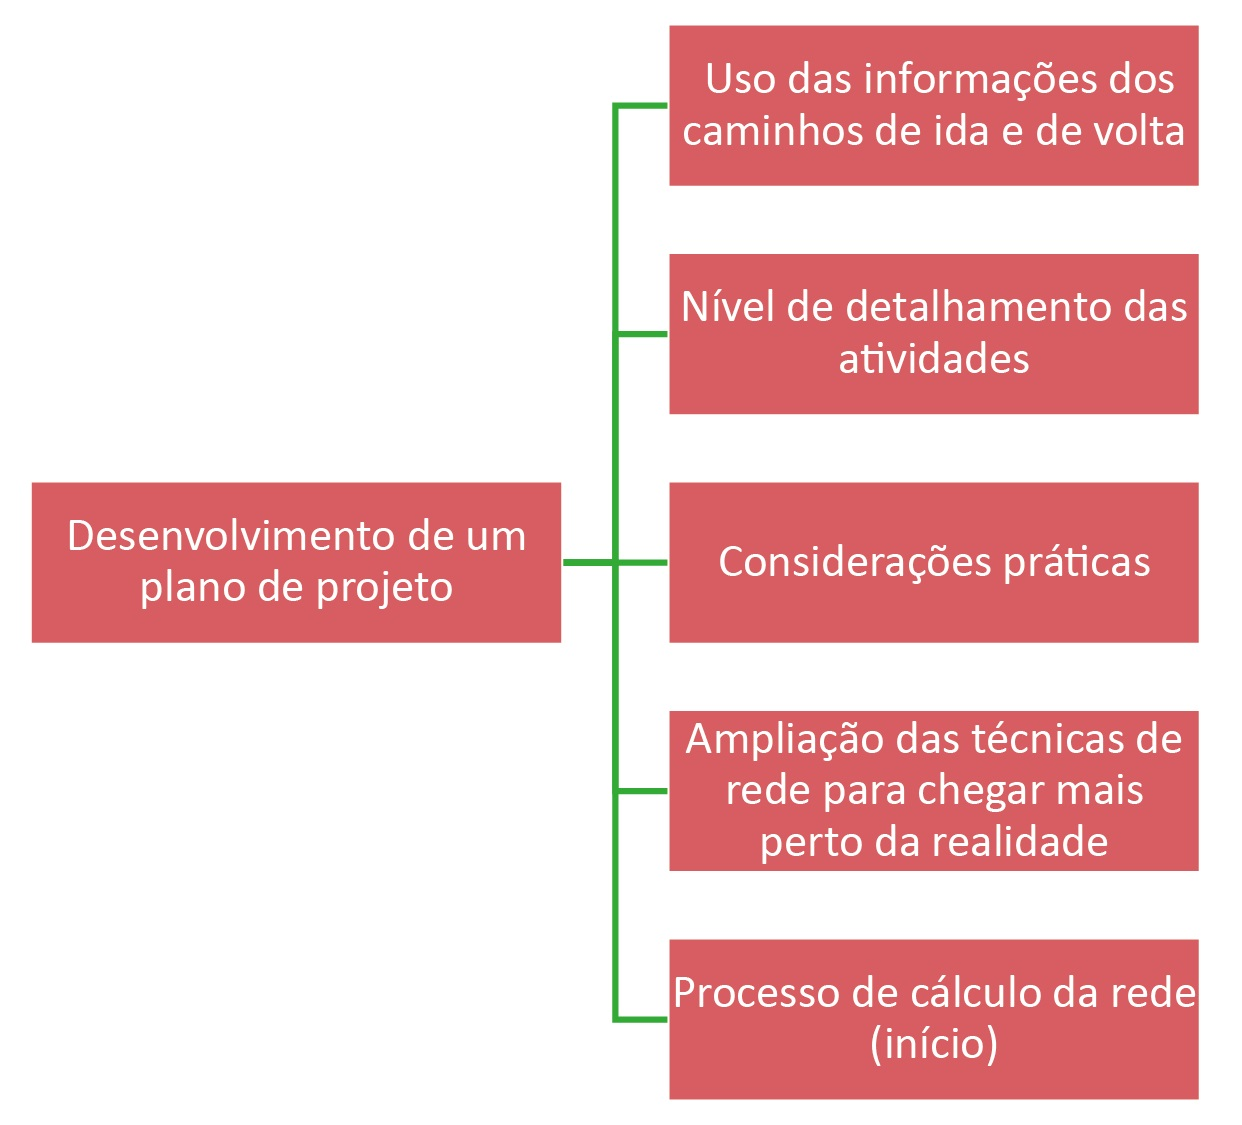 Uso das informações dos
caminhos de ida e de volta
Nível de detalhamento das
atividades
Desenvolvimento de um
plano de projeto
Considerações práticas
Ampliação das técnicas de
rede para chegar mais
perto da realidade
Processo de cálculo da rede
(início)